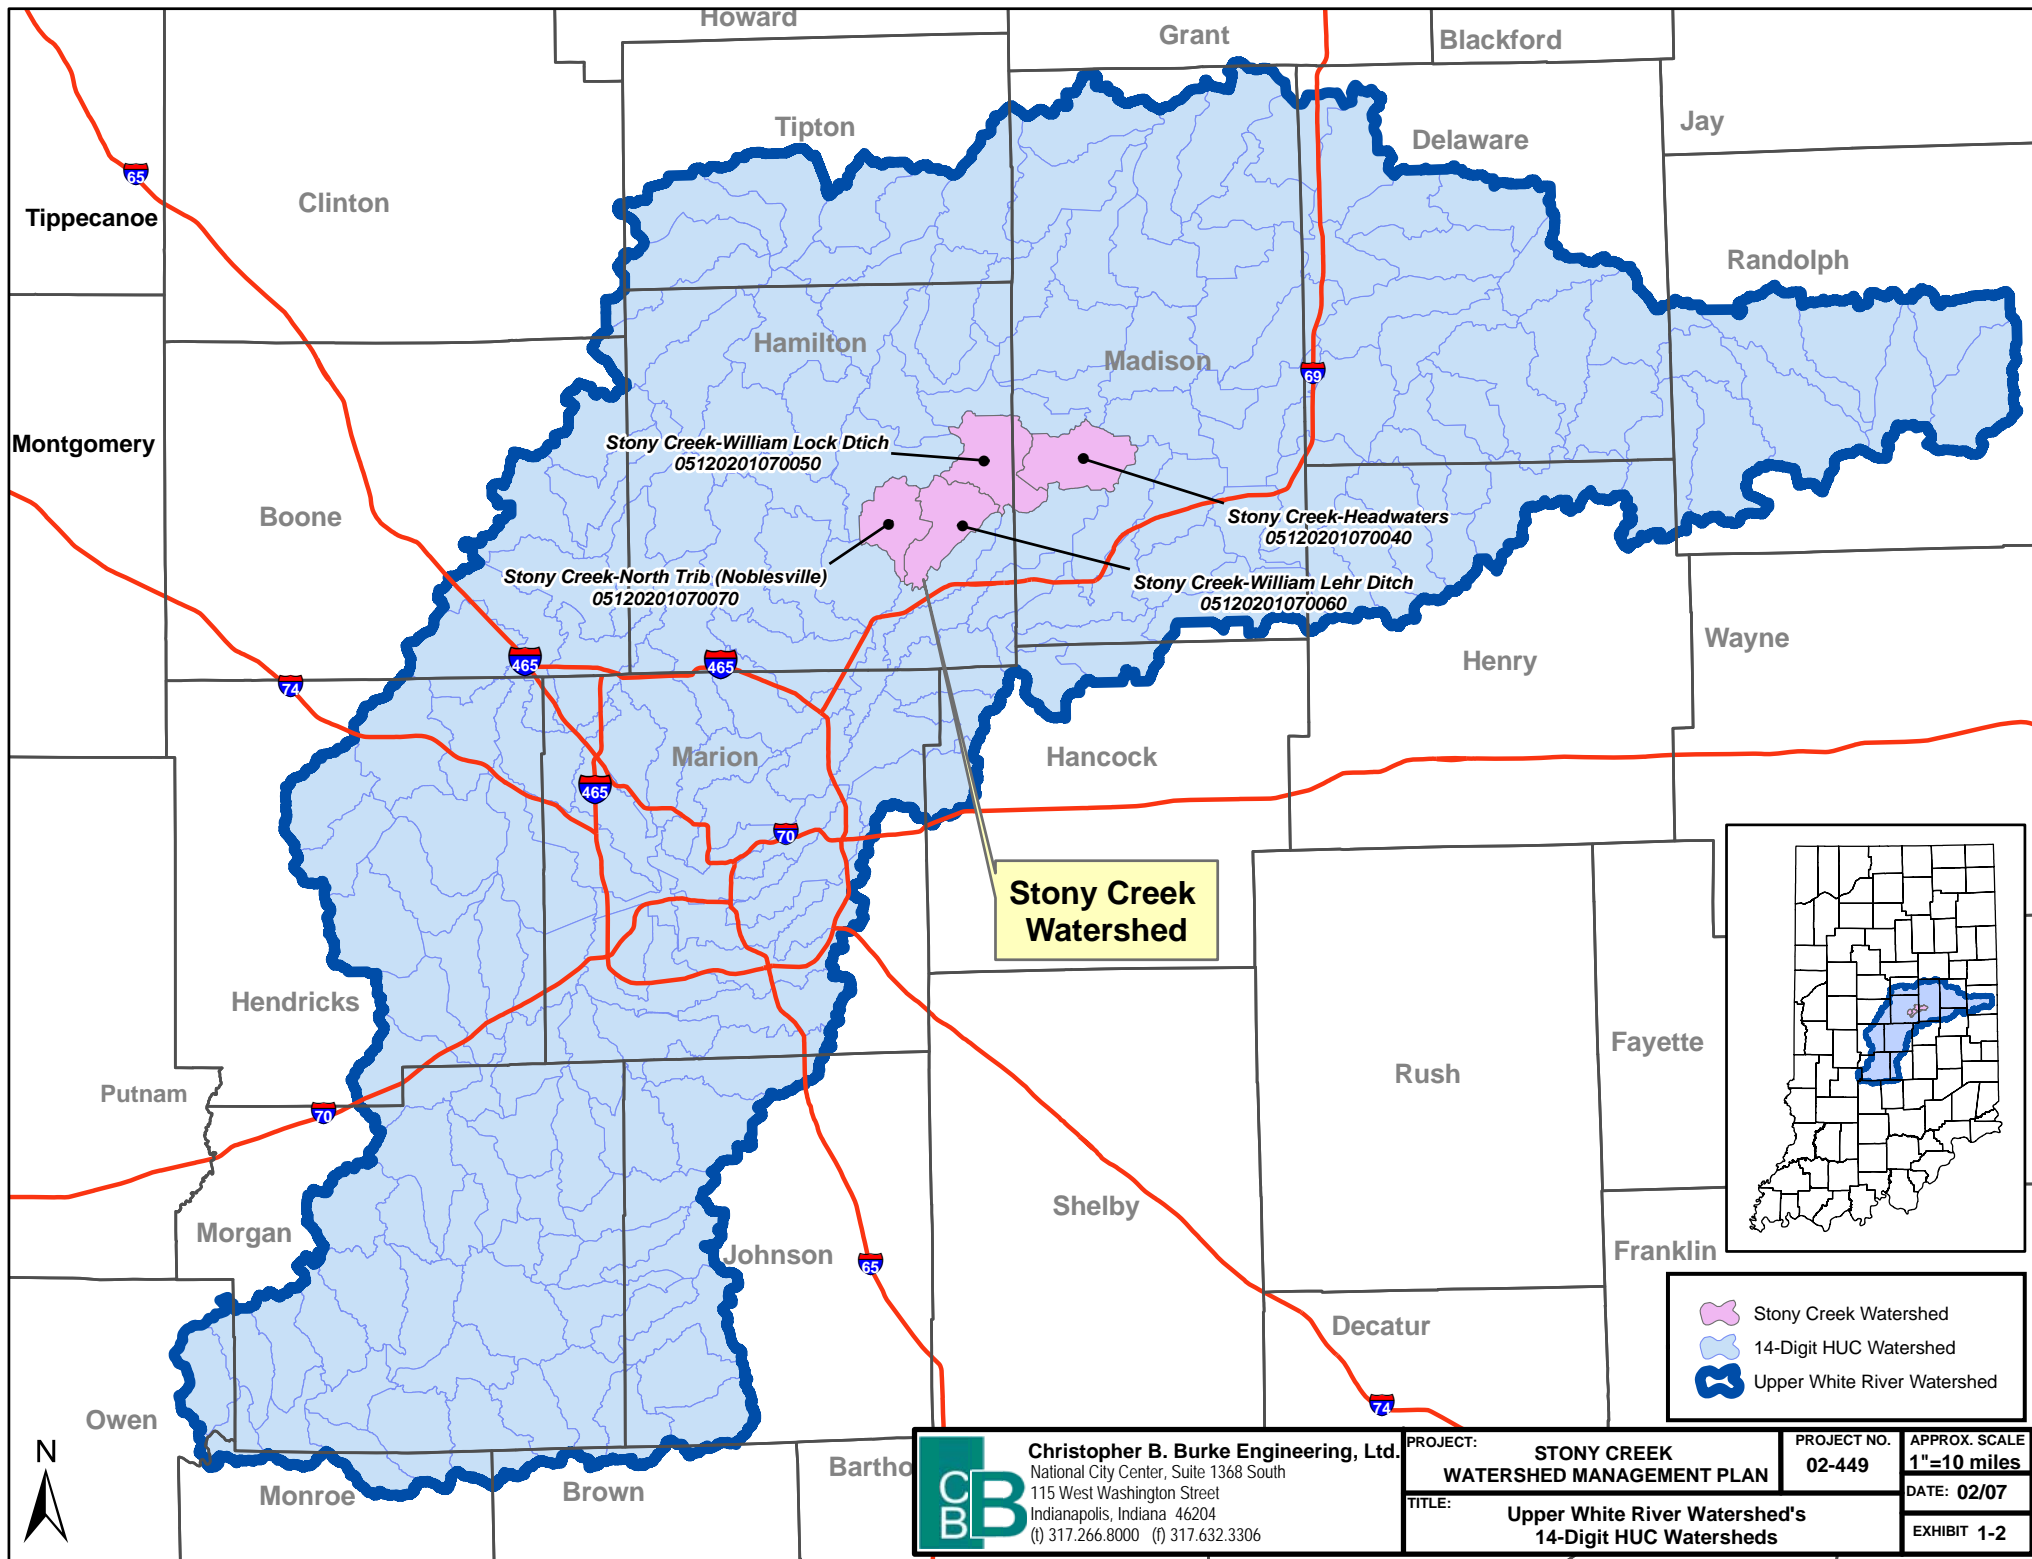 Howard
Grant
Blackford
Tipton
Delaware
Jay
65
Clinton
Tippecanoe
Randolph
Hamilton
Madison
69
Stony Creek-William Lock Dtich
05120201070050
Montgomery
Boone
Stony Creek-Headwaters
05120201070040
Stony Creek-North Trib (Noblesville)
05120201070070
Stony Creek-William Lehr Ditch
05120201070060
Wayne
Henry
465
465
74
Marion
Hancock
465
70
Stony Creek
Watershed
Hendricks
Fayette
Rush
Putnam
70
Shelby
Morgan
Johnson
Franklin
65
Stony Creek Watershed
14-Digit HUC Watershed
Upper White River Watershed
Decatur
74
Owen
N
Monroe
Brown
Bartho
CBB
Christopher B. Burke Engineering, Ltd.
National City Center, Suite 1368 South
115 West Washington Street
Indianapolis, Indiana 46204
(t) 317.266.8000 (f) 317.632.3306
PROJECT:
STONY CREEK
WATERSHED MANAGEMENT PLAN
PROJECT NO.
02-449
APPROX. SCALE
1"=10 miles
DATE: 02/07
TITLE:
Upper White River Watershed's
14-Digit HUC Watersheds
EXHIBIT 1-2